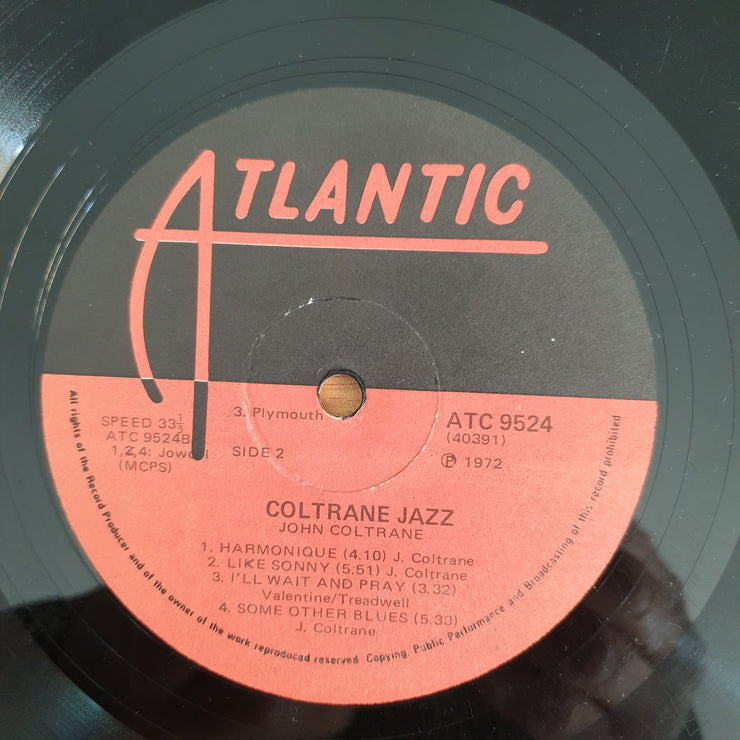 ATLANTIC
SPEED 33⅓
ATC 9524B
1,2,4: Jowcol
(MCPS)
3. Plymouth
SIDE 2
ATC 9524
(40391)
℗ 1972
COLTRANE JAZZ
JOHN COLTRANE
1. HARMONIQUE (4.10) J. Coltrane
2. LIKE SONNY (5.51) J. Coltrane
3. I'LL WAIT AND PRAY (3.32)
Valentine/Treadwell
4. SOME OTHER BLUES (5.33)
J. Coltrane
All rights of the Record Producer and of the owner of the work reproducad reserved. Copying, Public Performance and Broadcasting of this record prohibited